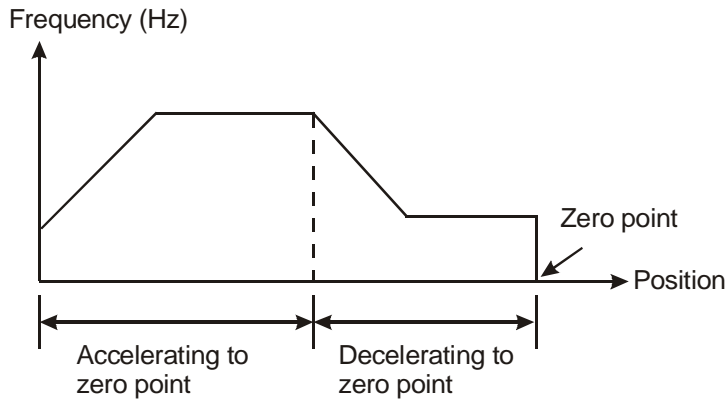 Frequency (Hz)
Zero point
Position
Accelerating to
zero point
Decelerating to
zero point